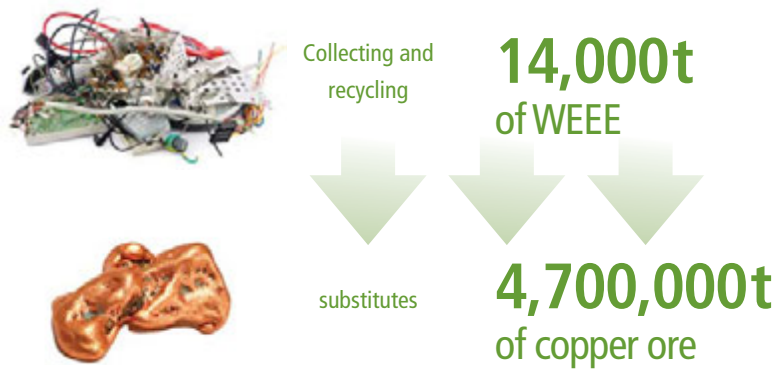 Collecting and
recycling
14,000t
of WEEE
substitutes
4,700,000t
of copper ore